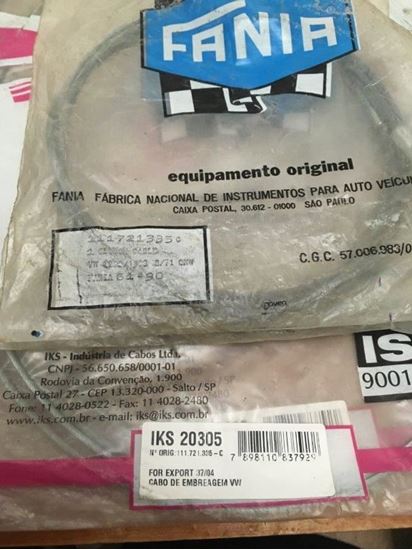 FANIA
equipamento original
FANIA FÁBRICA NACIONAL DE INSTRUMENTOS PARA AUTO VEÍCU
CAIXA POSTAL, 30.612 - 01000 SÃO PAULO
C.G.C. 57.006.983/0
111721335c
IKS - Indústria de Cabos Ltda.
CNPJ - 56.650.658/0001-01
Rodovia da Convenção, 1.900
Caixa Postal 27 - CEP 13.320-000 - Salto / SP
Fone: 11 4028-0522 - Fax: 11 4028-2480
www.iks.com.br - e-mail: iks@iks.com.br
IS
9001
IKS 20305
Nº ORIG.:111.721.335 - C
7 898110 837929
FOR EXPORT 37/04
CABO DE EMBREAGEM VW